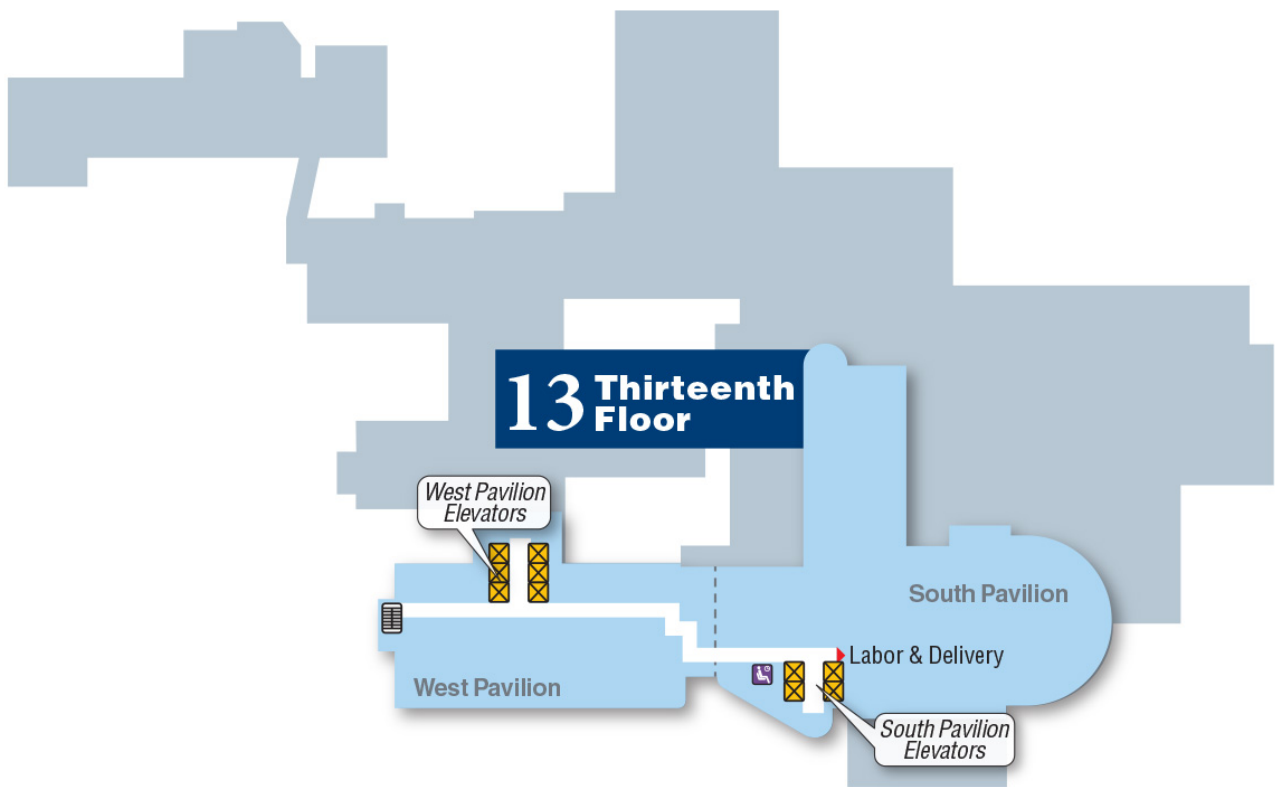 13 Thirteenth
Floor
West Pavilion
Elevators
South Pavilion
Labor & Delivery
West Pavilion
South Pavilion
Elevators